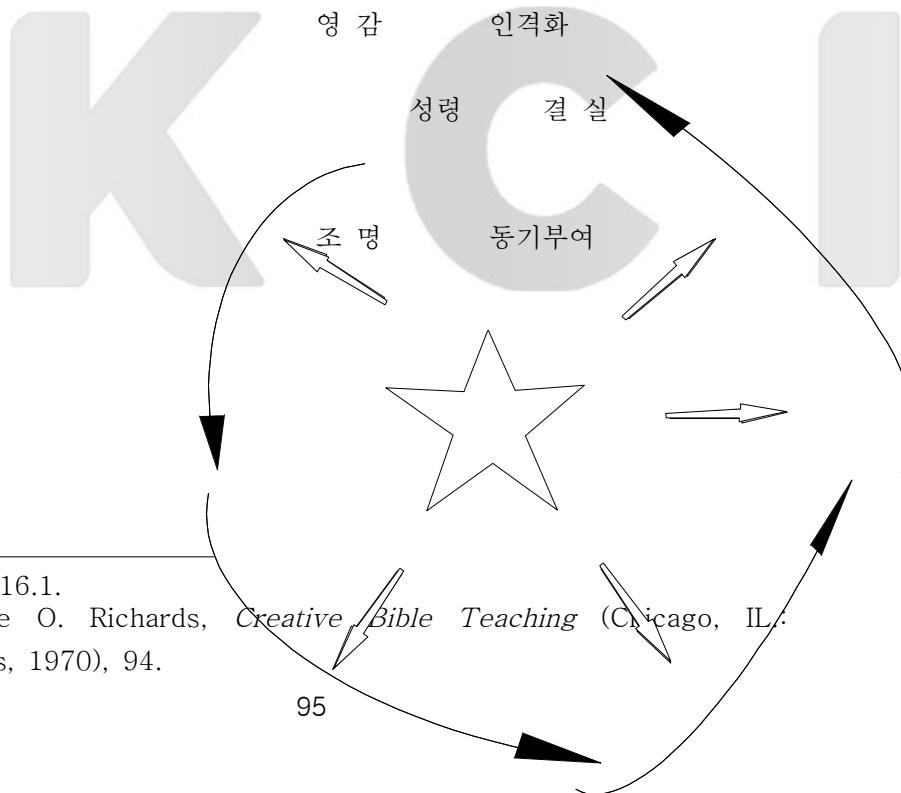 KCI
영 감 인격화
성령 결 실
조 명 동기부여
16.1.
e O. Richards, Creative Bible Teaching (Chicago, IL.:
s, 1970), 94.
95